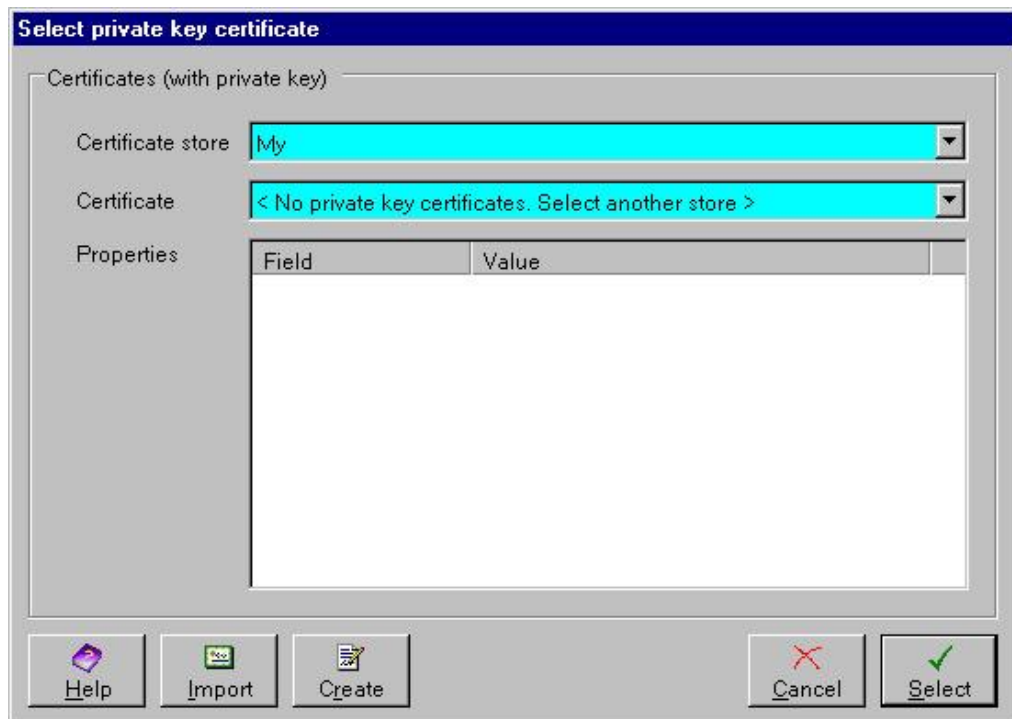 Select private key certificate
Certificates (with private key)
Certificate store My
Certificate < No private key certificates. Select another store >
Properties Field Value
Help Import Create Cancel Select